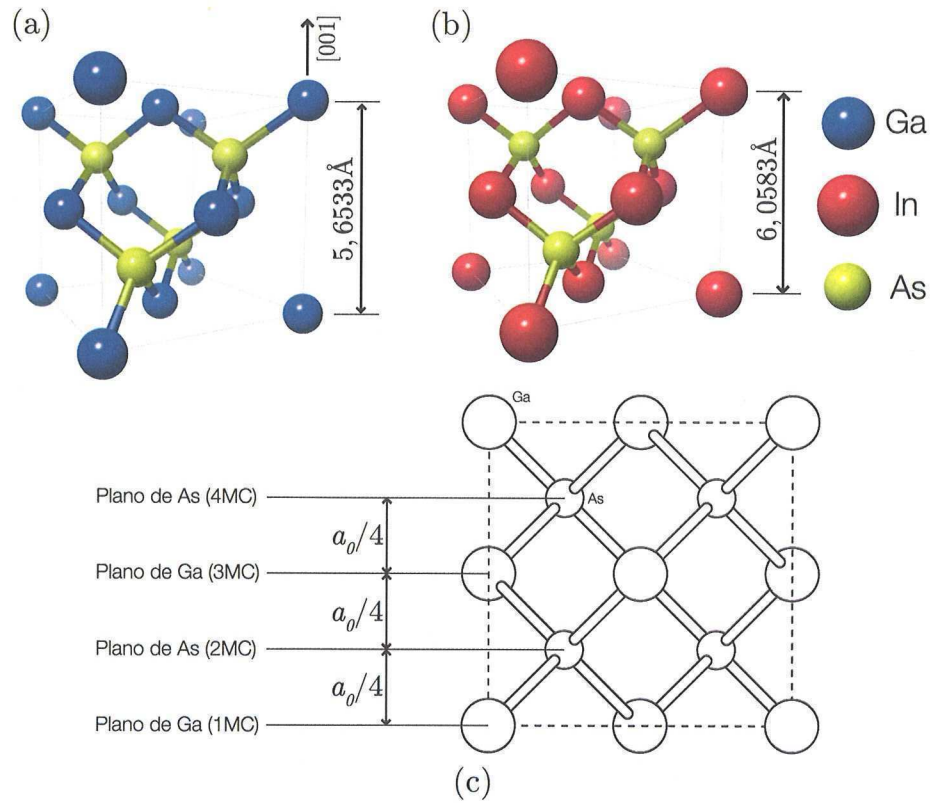 (a)
[001]
5,6533Å
(b)
6,0583Å
Ga
In
As
Ga
As
Plano de As (4MC)
a₀/4
Plano de Ga (3MC)
a₀/4
Plano de As (2MC)
a₀/4
Plano de Ga (1MC)
(c)